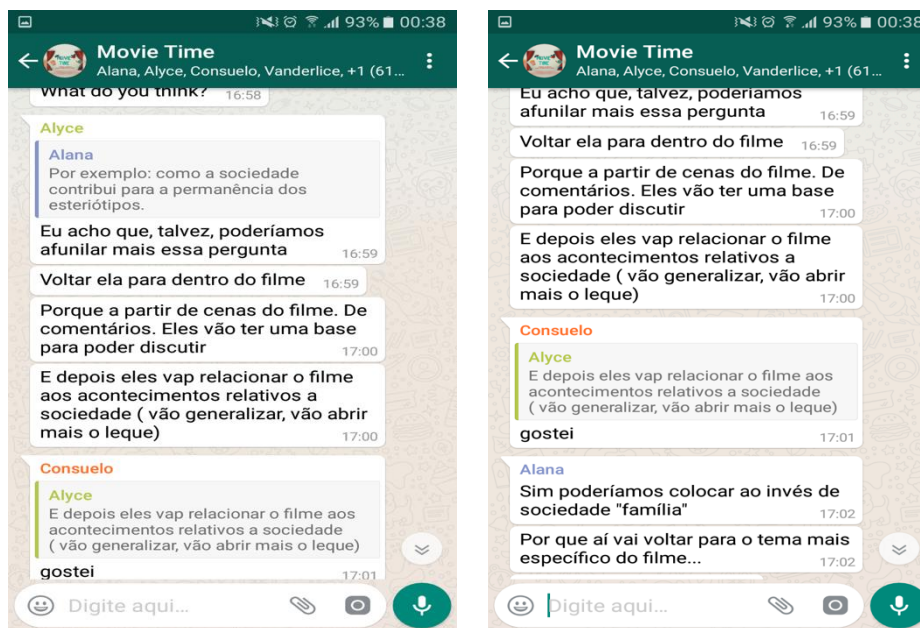 93% 00:38
Movie Time
Alana, Alyce, Consuelo, Vanderlice, +1 (61...
What do you think? 16:58
Alyce
Alana
Por exemplo: como a sociedade
contribui para a permanência dos
esteriótipos.
Eu acho que, talvez, poderíamos
afunilar mais essa pergunta 16:59
Voltar ela para dentro do filme 16:59
Porque a partir de cenas do filme. De
comentários. Eles vão ter uma base
para poder discutir 17:00
E depois eles vap relacionar o filme
aos acontecimentos relativos a
sociedade ( vão generalizar, vão abrir
mais o leque) 17:00
Consuelo
Alyce
E depois eles vap relacionar o filme aos
acontecimentos relativos a sociedade
( vão generalizar, vão abrir mais o leque)
gostei 17:01
Digite aqui...
93% 00:38
Movie Time
Alana, Alyce, Consuelo, Vanderlice, +1 (61...
Eu acho que, talvez, poderíamos
afunilar mais essa pergunta 16:59
Voltar ela para dentro do filme 16:59
Porque a partir de cenas do filme. De
comentários. Eles vão ter uma base
para poder discutir 17:00
E depois eles vap relacionar o filme
aos acontecimentos relativos a
sociedade ( vão generalizar, vão abrir
mais o leque) 17:00
Consuelo
Alyce
E depois eles vap relacionar o filme aos
acontecimentos relativos a sociedade
( vão generalizar, vão abrir mais o leque)
gostei 17:01
Alana
Sim poderíamos colocar ao invés de
sociedade "família" 17:02
Por que aí vai voltar para o tema mais
específico do filme... 17:02
Digite aqui...